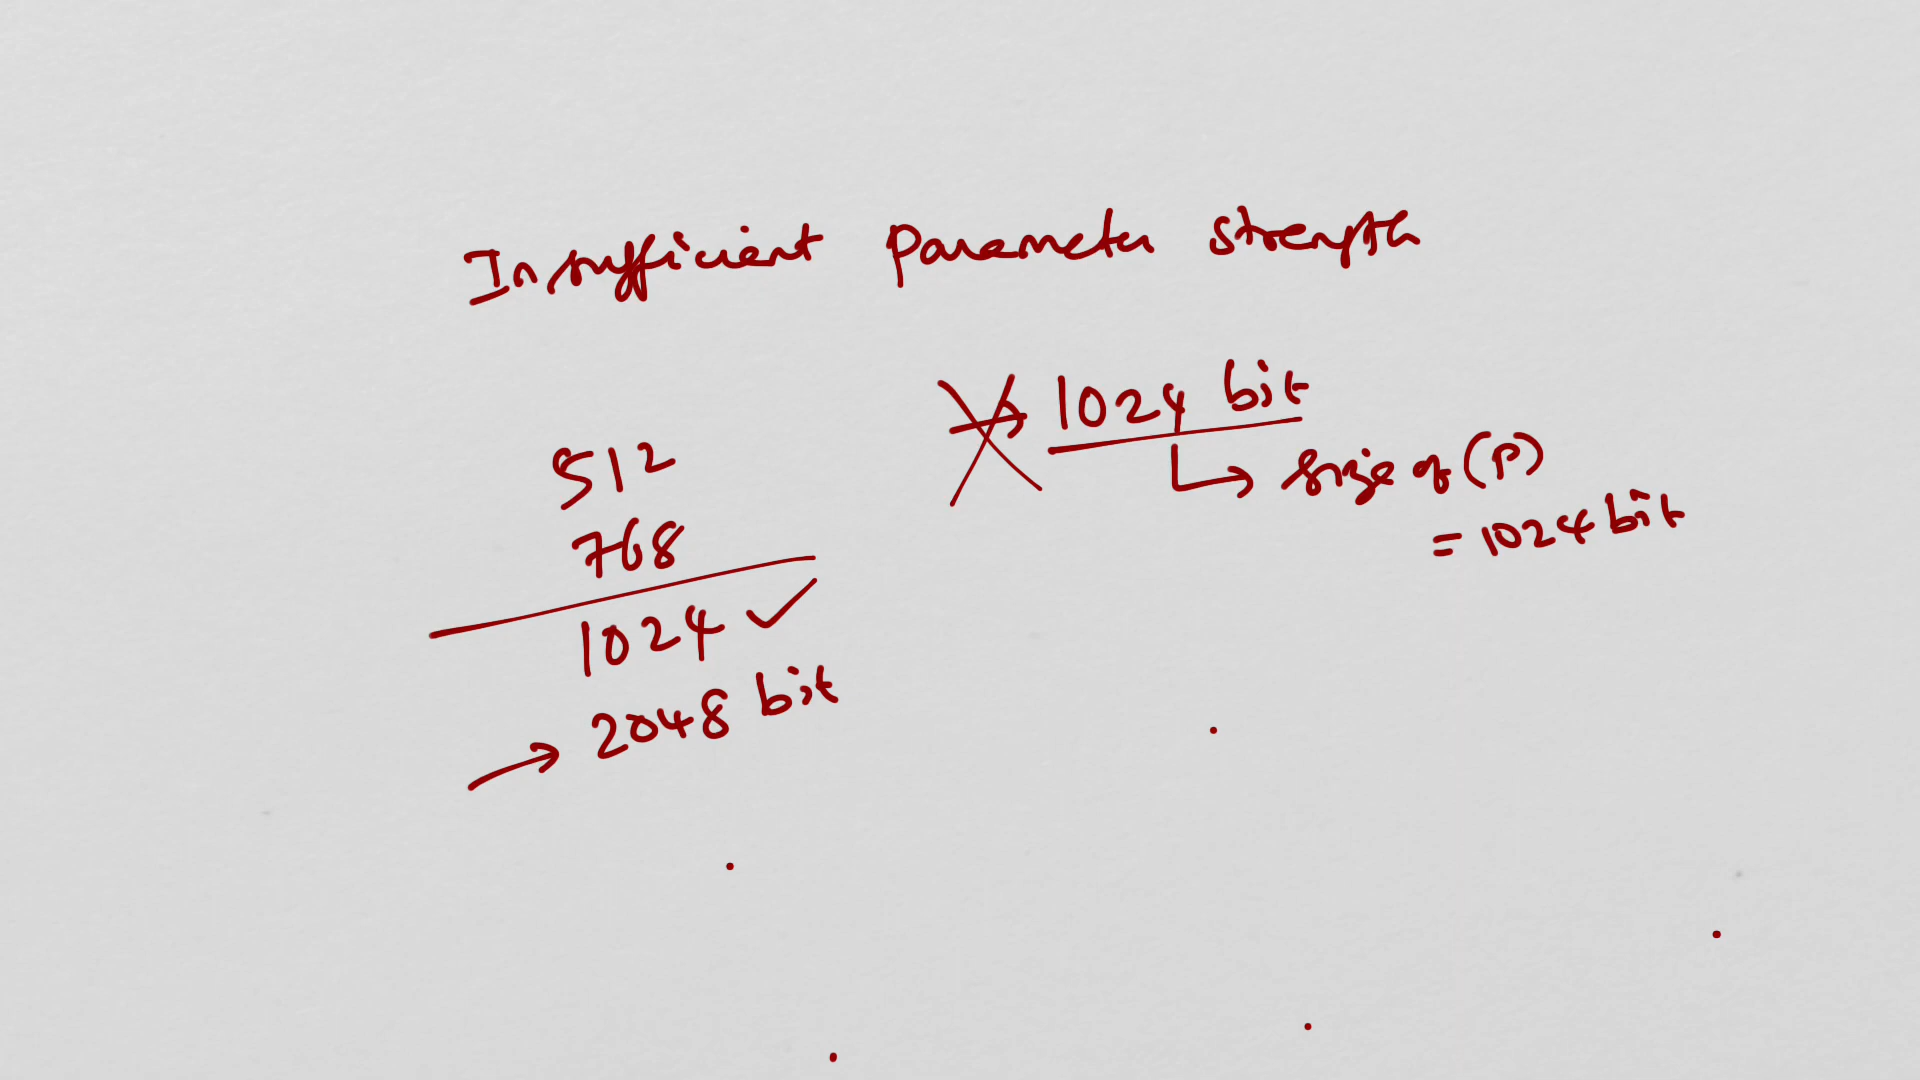 Insufficient Parameter strength
512
768
1024 ✓
→ 2048 bit
→ 1024 bit
↳ size of (P)
= 1024 bit